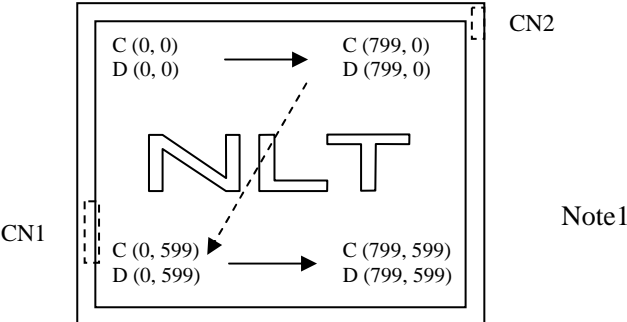 CN2
C (0, 0) C (799, 0)
D (0, 0) D (799, 0)
NLT
Note1
CN1
C (0, 599) C (799, 599)
D (0, 599) D (799, 599)